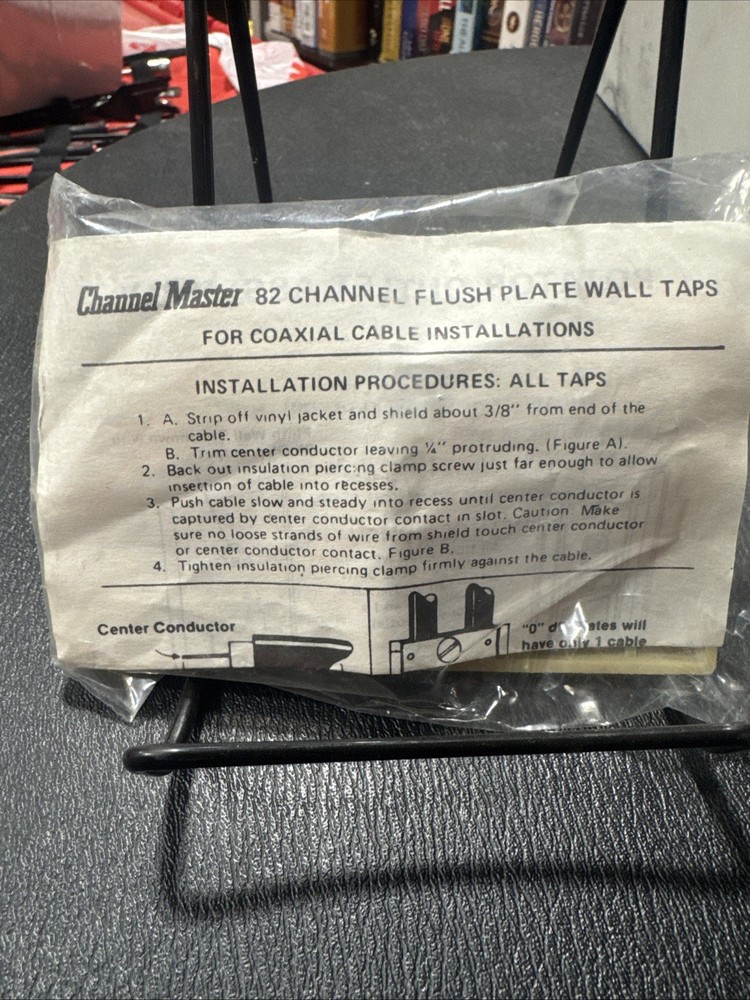 Channel Master 82 CHANNEL FLUSH PLATE WALL TAPS
FOR COAXIAL CABLE INSTALLATIONS
INSTALLATION PROCEDURES: ALL TAPS
1. A. Strip off vinyl jacket and shield about 3/8" from end of the
cable.
B. Trim center conductor leaving ¼" protruding. (Figure A).
2. Back out insulation piercing clamp screw just far enough to allow
insertion of cable into recesses.
3. Push cable slow and steady into recess until center conductor is
captured by center conductor contact in slot. Caution Make
sure no loose strands of wire from shield touch center conductor
or center conductor contact. Figure B.
4. Tighten insulation piercing clamp firmly against the cable.
Center Conductor
"0" will
have only 1 cable